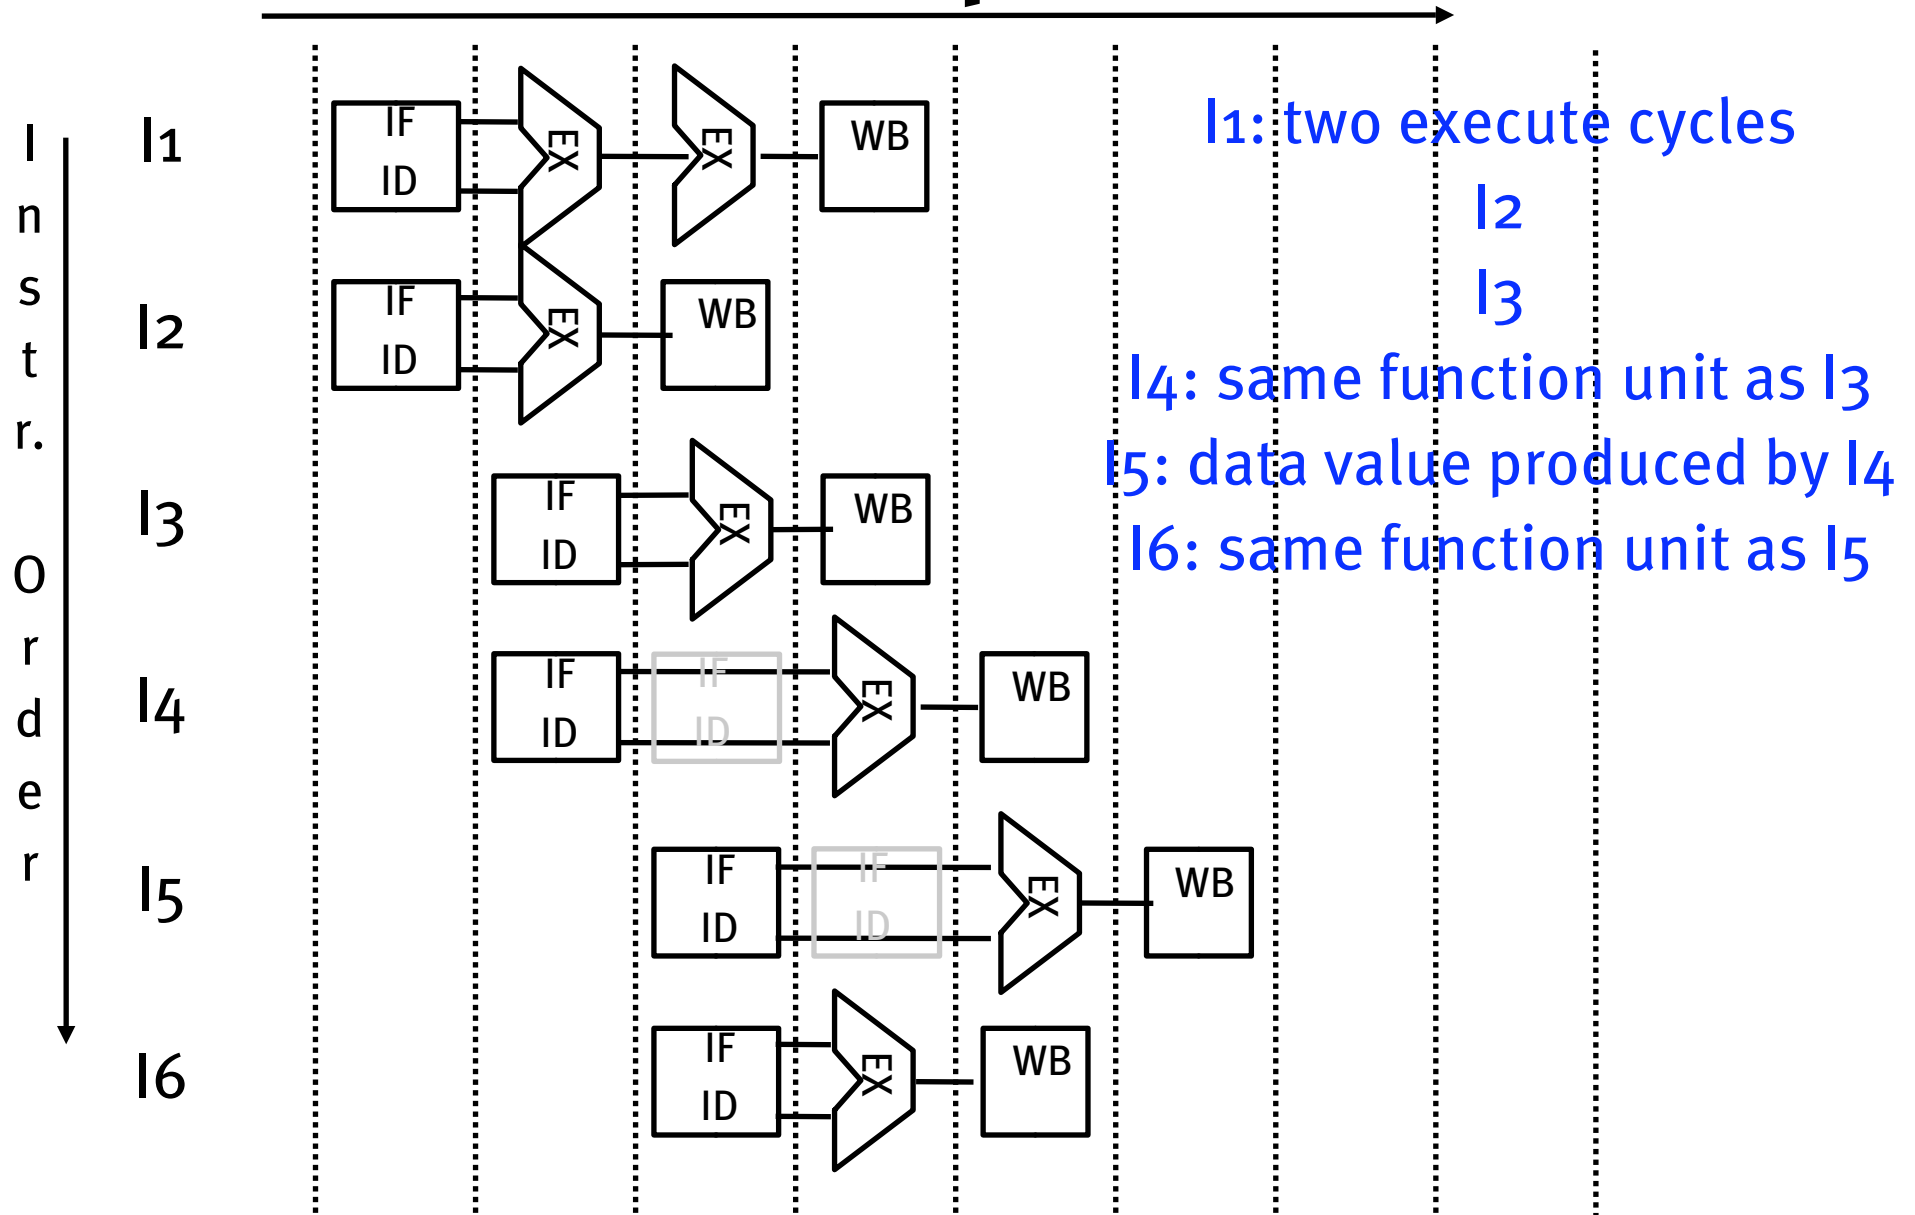 Instr. Order
I1
IF
ID
EX
EX
WB
I1: two execute cycles
I2
I3
I4: same function unit as I3
I5: data value produced by I4
I6: same function unit as I5
I2
IF
ID
EX
WB
I3
IF
ID
EX
WB
I4
IF
ID
IF
ID
EX
WB
I5
IF
ID
IF
ID
EX
WB
I6
IF
ID
EX
WB